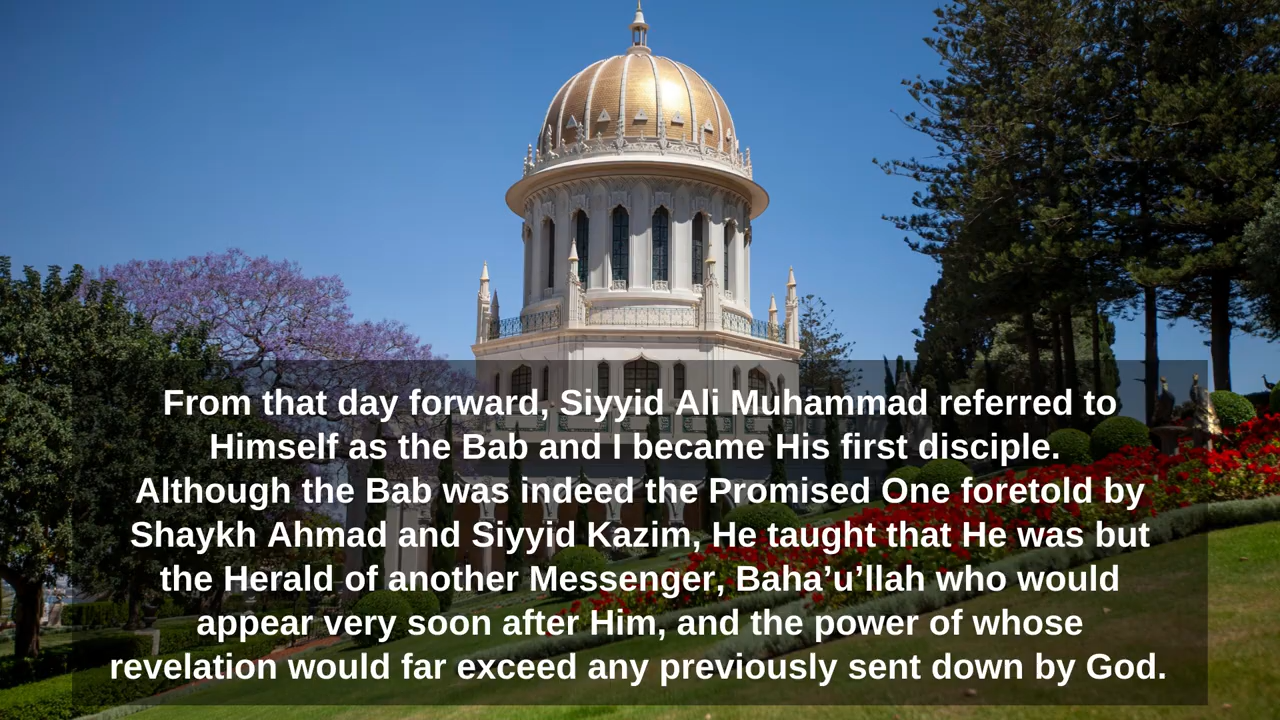 From that day forward, Siyyid Ali Muhammad referred to
Himself as the Bab and I became His first disciple.
Although the Bab was indeed the Promised One foretold by
Shaykh Ahmad and Siyyid Kazim, He taught that He was but
the Herald of another Messenger, Baha’u’llah who would
appear very soon after Him, and the power of whose
revelation would far exceed any previously sent down by God.